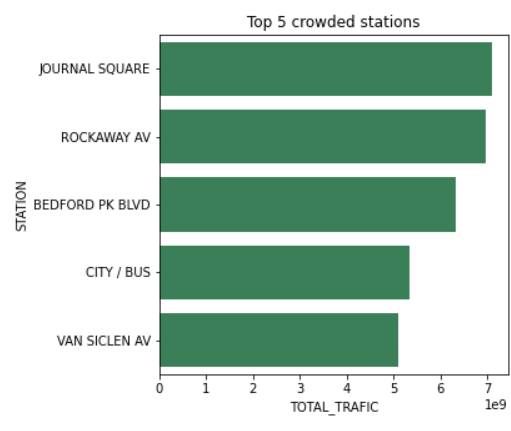 Top 5 crowded stations
STATION
JOURNAL SQUARE
ROCKAWAY AV
BEDFORD PK BLVD
CITY / BUS
VAN SICLEN AV
0 1 2 3 4 5 6 7
1e9
TOTAL_TRAFIC